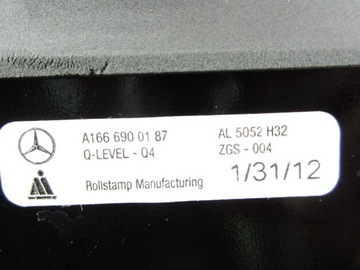 A166 690 01 87 AL 5052 H32
Q-LEVEL - Q4 ZGS - 004
Rollstamp Manufacturing 1/31/12